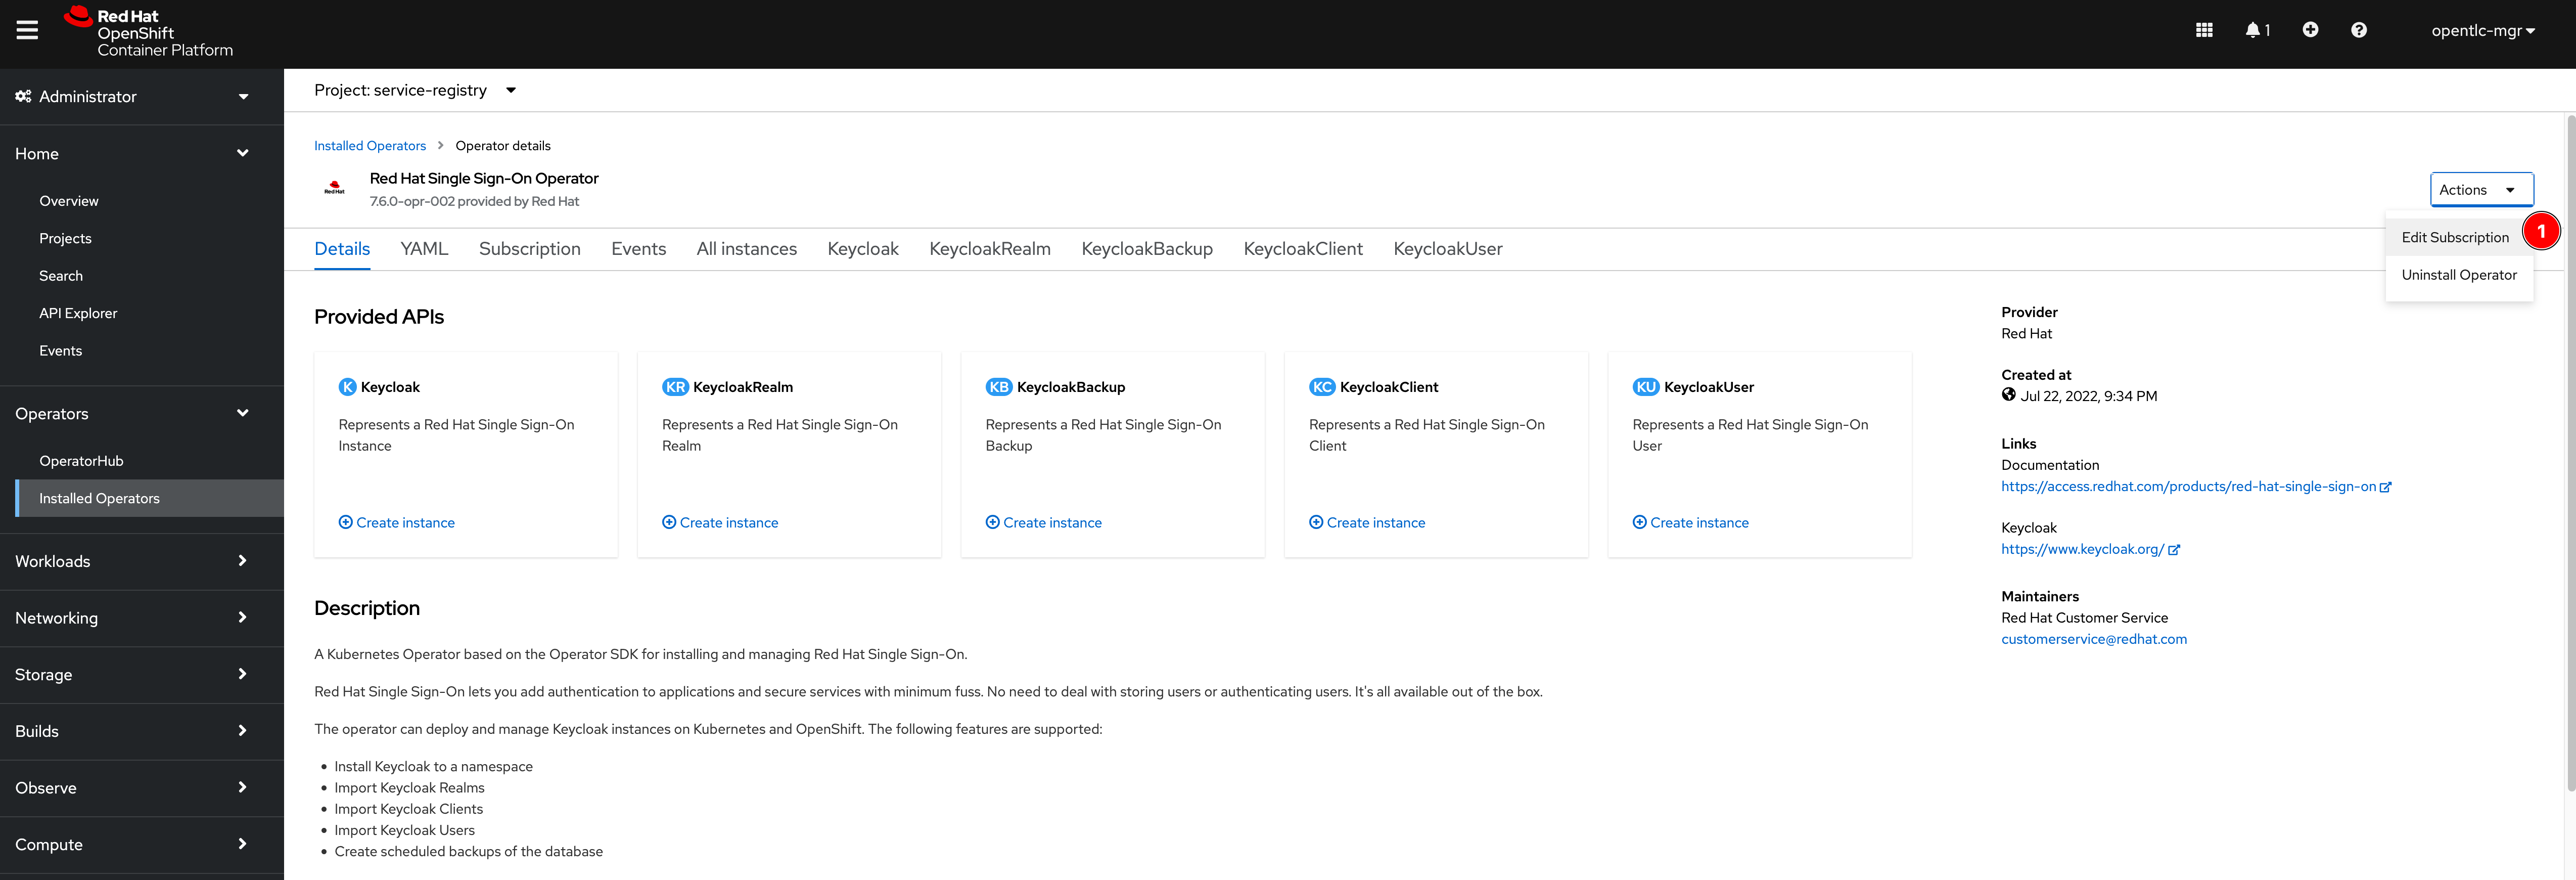 Red Hat
OpenShift
Container Platform
1
opentlc-mgr
Administrator
Home
Overview
Projects
Search
API Explorer
Events
Operators
OperatorHub
Installed Operators
Workloads
Networking
Storage
Builds
Observe
Compute
Project: service-registry
Installed Operators > Operator details
Red Hat
Red Hat Single Sign-On Operator
7.6.0-opr-002 provided by Red Hat
Actions
Edit Subscription
1
Uninstall Operator
Details YAML Subscription Events All instances Keycloak KeycloakRealm KeycloakBackup KeycloakClient KeycloakUser
Provided APIs
K Keycloak
Represents a Red Hat Single Sign-On
Instance
Create instance
KR KeycloakRealm
Represents a Red Hat Single Sign-On
Realm
Create instance
KB KeycloakBackup
Represents a Red Hat Single Sign-On
Backup
Create instance
KC KeycloakClient
Represents a Red Hat Single Sign-On
Client
Create instance
KU KeycloakUser
Represents a Red Hat Single Sign-On
User
Create instance
Description
A Kubernetes Operator based on the Operator SDK for installing and managing Red Hat Single Sign-On.
Red Hat Single Sign-On lets you add authentication to applications and secure services with minimum fuss. No need to deal with storing users or authenticating users. It's all available out of the box.
The operator can deploy and manage Keycloak instances on Kubernetes and OpenShift. The following features are supported:
• Install Keycloak to a namespace
• Import Keycloak Realms
• Import Keycloak Clients
• Import Keycloak Users
• Create scheduled backups of the database
Provider
Red Hat
Created at
Jul 22, 2022, 9:34 PM
Links
Documentation
https://access.redhat.com/products/red-hat-single-sign-on
Keycloak
https://www.keycloak.org/
Maintainers
Red Hat Customer Service
customerservice@redhat.com